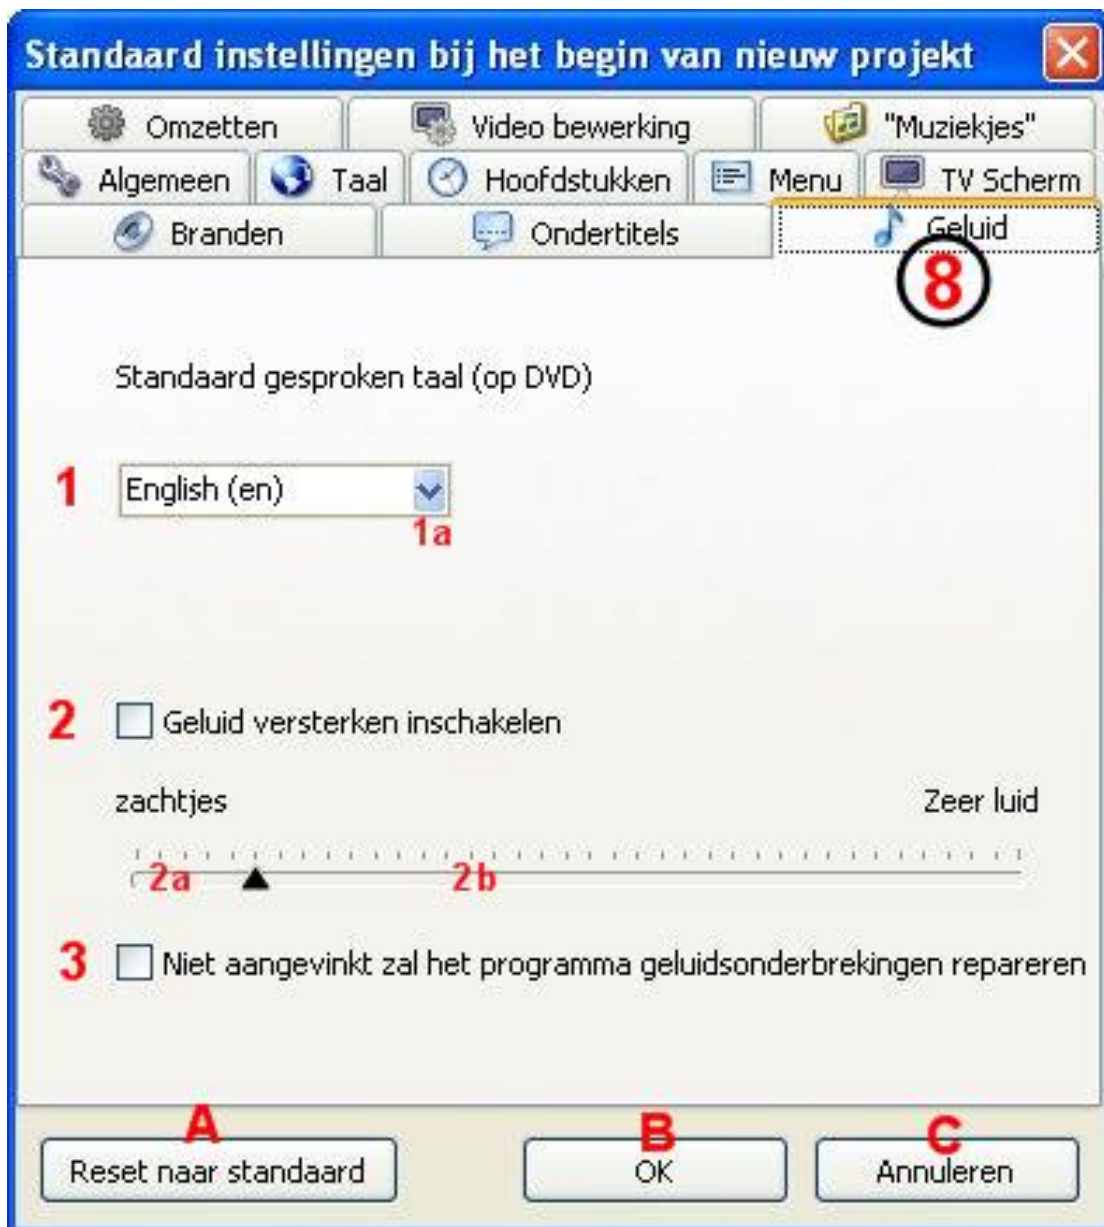 Standaard instellingen bij het begin van nieuw projekt
Omzetten Video bewerking "Muziekjes"
Algemeen Taal Hoofdstukken Menu TV Scherm
Branden Ondertitels Geluid
8
Standaard gesproken taal (op DVD)
1 English (en)
1a
2 Geluid versterken inschakelen
zachtjes Zeer luid
2a 2b
3 Niet aangevinkt zal het programma geluidsonderbrekingen repareren
A B C
Reset naar standaard OK Annuleren